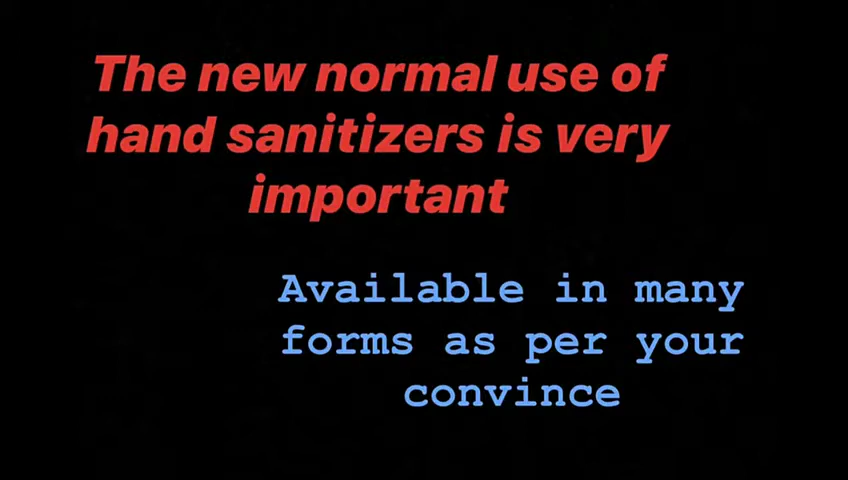 The new normal use of
hand sanitizers is very
important
Available in many
forms as per your
convince